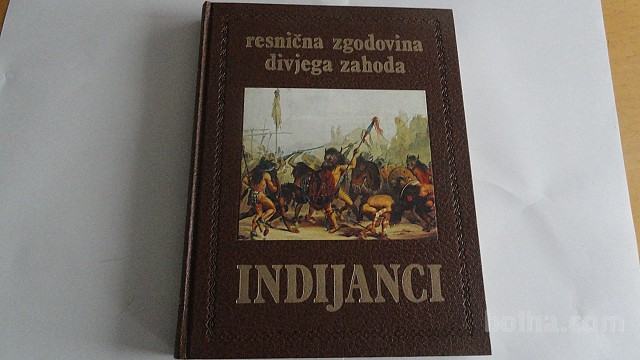 resnična zgodovina
divjega zahoda
INDIJANCI
bolha.com